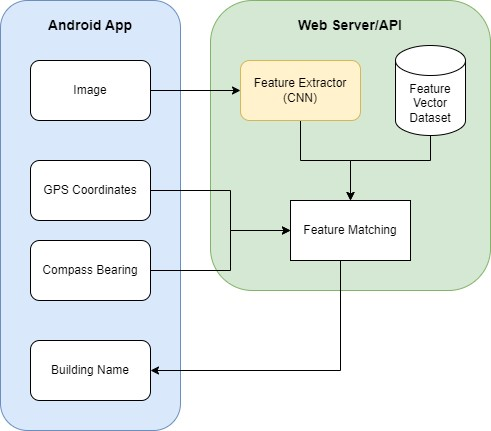 Android App
Web Server/API
Image
Feature Extractor
(CNN)
Feature
Vector
Dataset
GPS Coordinates
Feature Matching
Compass Bearing
Building Name